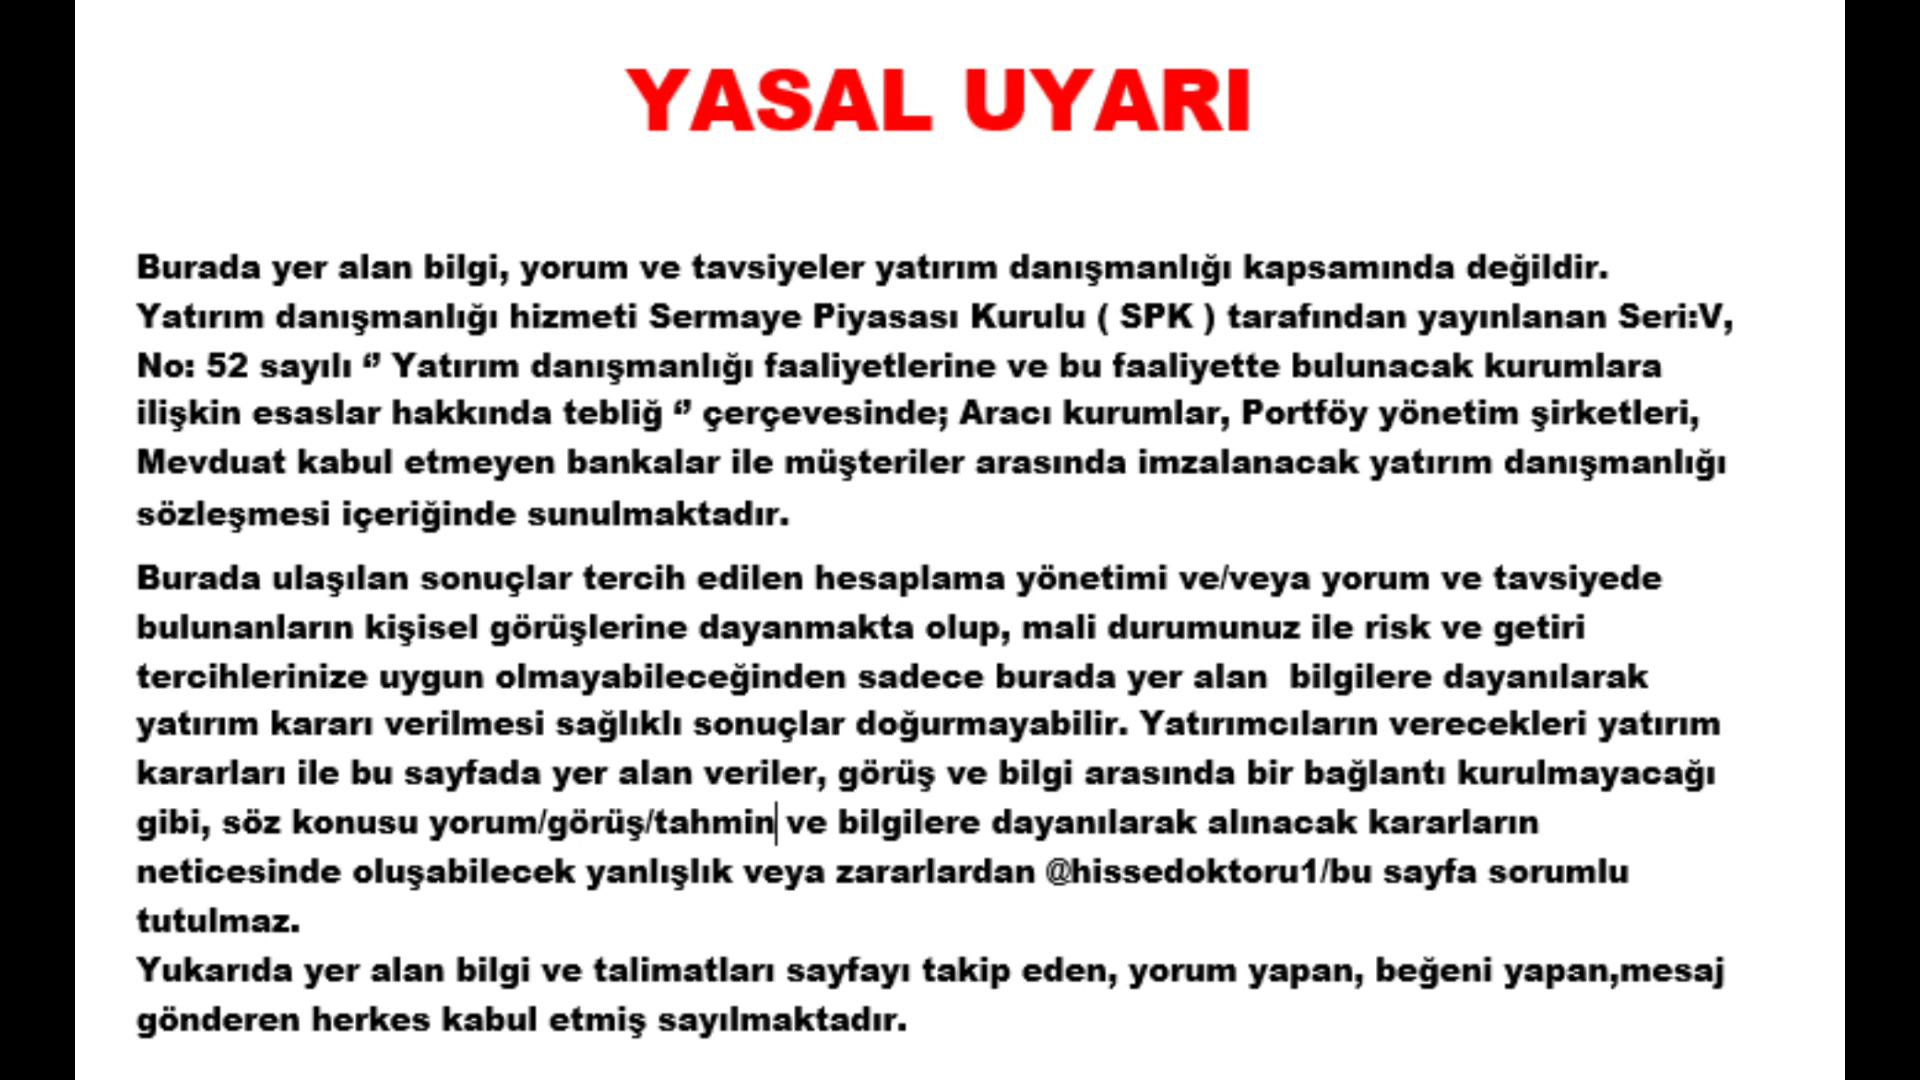 YASAL UYARI
Burada yer alan bilgi, yorum ve tavsiyeler yatırım danışmanlığı kapsamında değildir.
Yatırım danışmanlığı hizmeti Sermaye Piyasası Kurulu ( SPK ) tarafından yayınlanan Seri:V,
No: 52 sayılı “ Yatırım danışmanlığı faaliyetlerine ve bu faaliyette bulunacak kurumlara
ilişkin esaslar hakkında tebliğ “ çerçevesinde; Aracı kurumlar, Portföy yönetim şirketleri,
Mevduat kabul etmeyen bankalar ile müşteriler arasında imzalanacak yatırım danışmanlığı
sözleşmesi içeriğinde sunulmaktadır.
Burada ulaşılan sonuçlar tercih edilen hesaplama yönetimi ve/veya yorum ve tavsiyede
bulunanların kişisel görüşlerine dayanmakta olup, mali durumunuz ile risk ve getiri
tercihlerinize uygun olmayabileceğinden sadece burada yer alan  bilgilere dayanılarak
yatırım kararı verilmesi sağlıklı sonuçlar doğurmayabilir. Yatırımcıların verecekleri yatırım
kararları ile bu sayfada yer alan veriler, görüş ve bilgi arasında bir bağlantı kurulmayacağı
gibi, söz konusu yorum/görüş/tahmin ve bilgilere dayanılarak alınacak kararların
neticesinde oluşabilecek yanlışlık veya zararlardan @hissedoktoru1/bu sayfa sorumlu
tutulmaz.
Yukarıda yer alan bilgi ve talimatları sayfayı takip eden, yorum yapan, beğeni yapan,mesaj
gönderen herkes kabul etmiş sayılmaktadır.